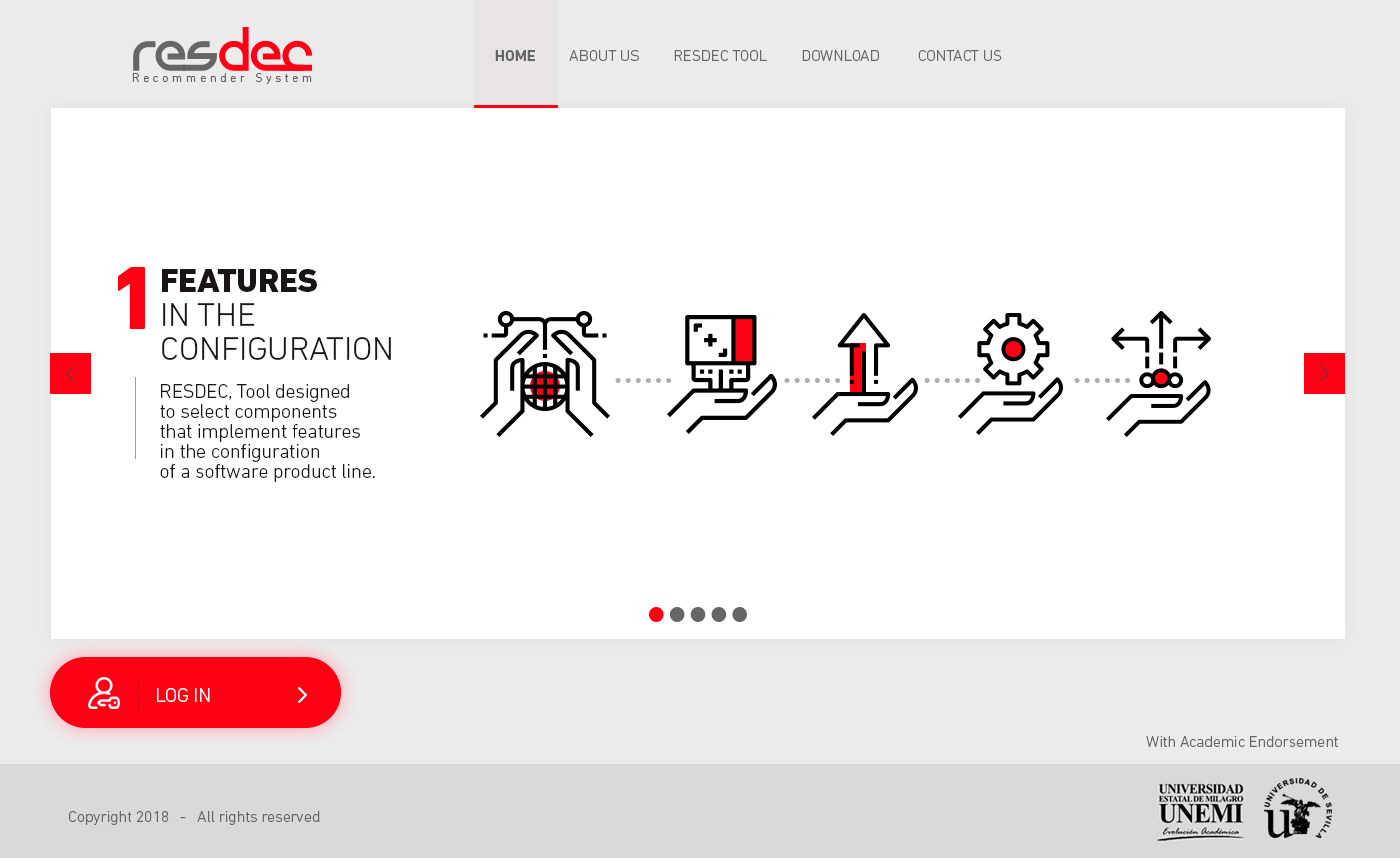 resdec
Recommender System
HOME
ABOUT US
RESDEC TOOL
DOWNLOAD
CONTACT US
1
FEATURES
IN THE
CONFIGURATION
RESDEC, Tool designed
to select components
that implement features
in the configuration
of a software product line.
LOG IN
With Academic Endorsement
Copyright 2018 - All rights reserved
UNIVERSIDAD
ESTATAL DE MILAGRO
UNEMI
Evolución Académica
UNIVERSIDAD DE SEVILLA
us